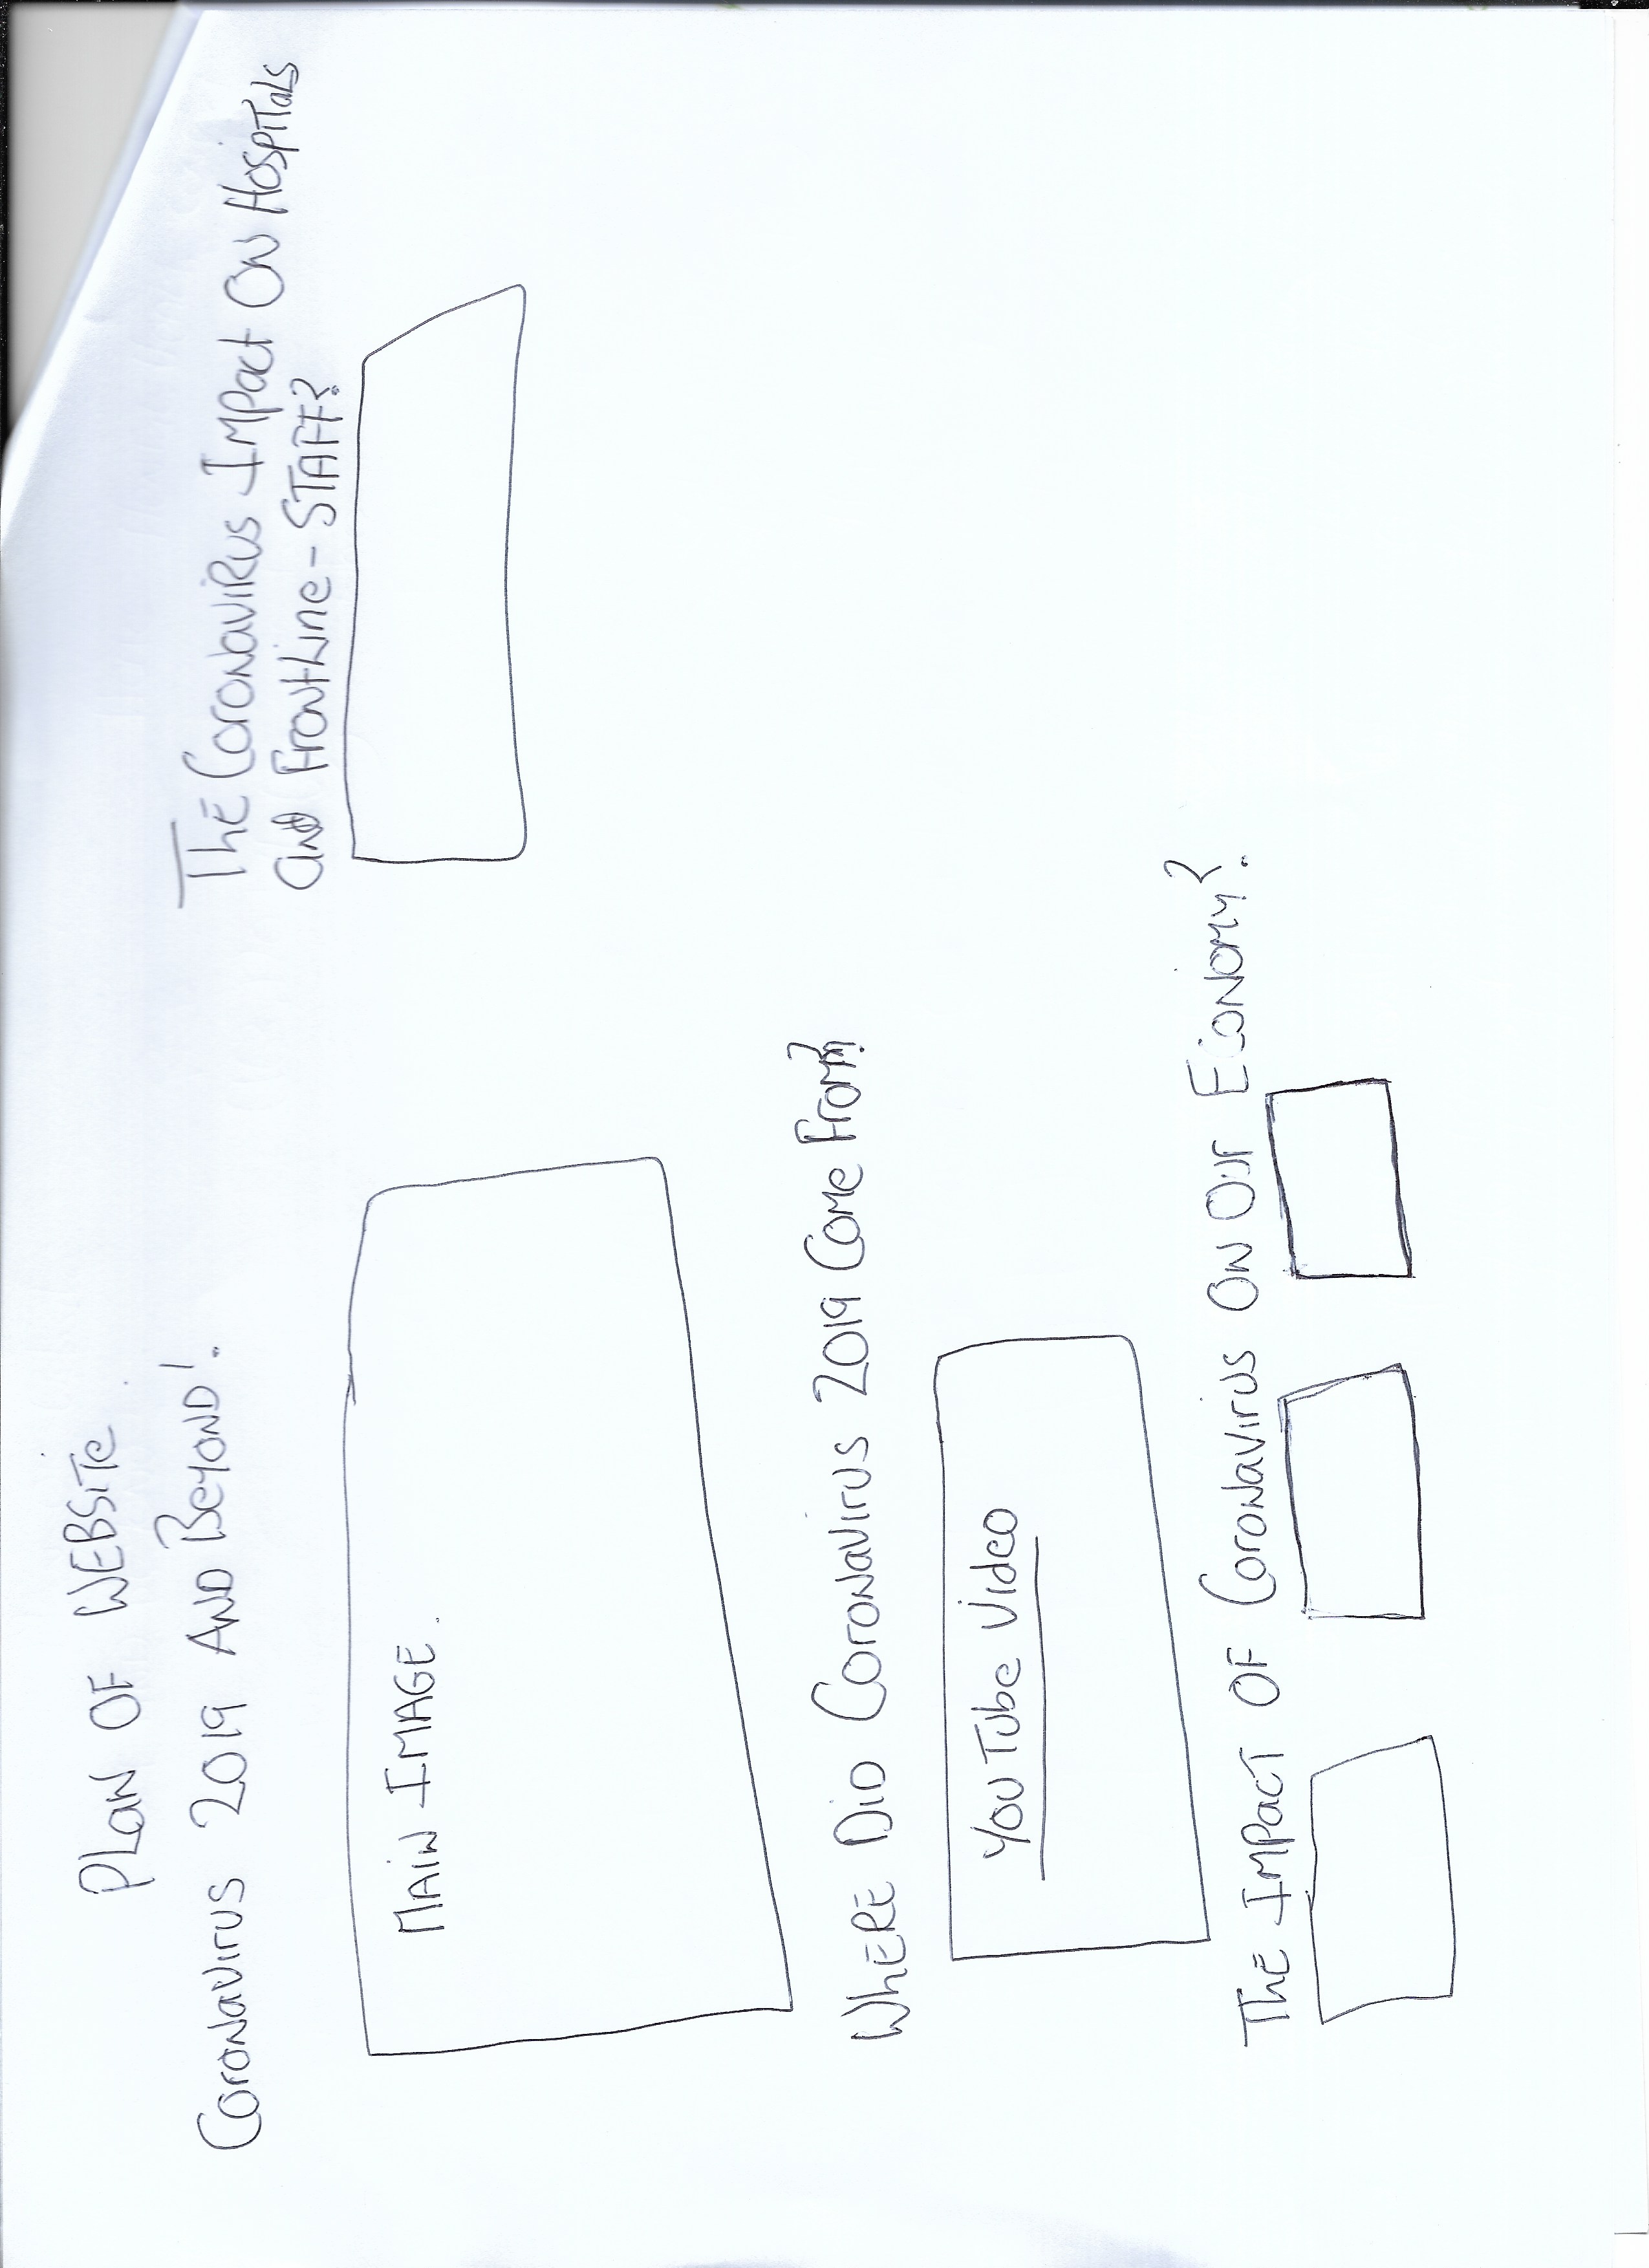 PLAN OF WEBSITE
CORONAVIRUS 2019 AND BEYOND!
MAIN IMAGE.
WHERE DID CORONAVIRUS 2019 COME FROM?
YOUTUBE VIDEO
THE IMPACT OF CORONAVIRUS ON OUR ECONOMY?
THE CORONAVIRUS IMPACT ON HOSPITALS
AND FRONTLINE-STAFF?